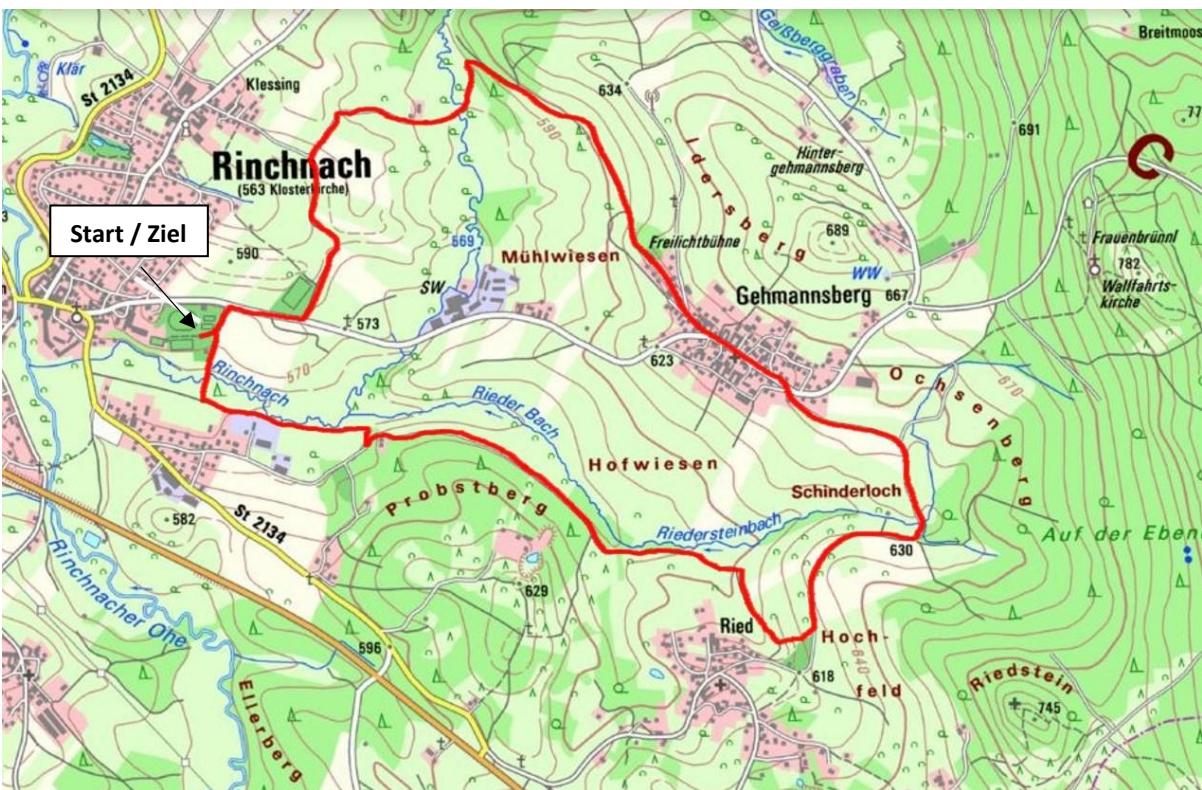 Klär
St 2134
Klessing
Rinchnach
(563 Klosterkirche)
Start / Ziel
590
Geißberggraben
Breitmoos
77
634
590
691
Idersberg
Hinter-
gehmannsberg
689
Freilichtbühne
Mühlwiesen
569
SW
573
WW
667
Frauenbrünnl
782
Wallfahrts-
kirche
Gehmannsberg
623
570
Rinchnach
Rieder Bach
Ochsenberg
670
Hofwiesen
Schinderloch
Probstberg
582
St 2134
Riedersteinbach
630
Auf der Ebene
Rinchnacher Ohe
629
596
Ried
Hoch-
feld
640
618
Riedstein
745
Ellerberg